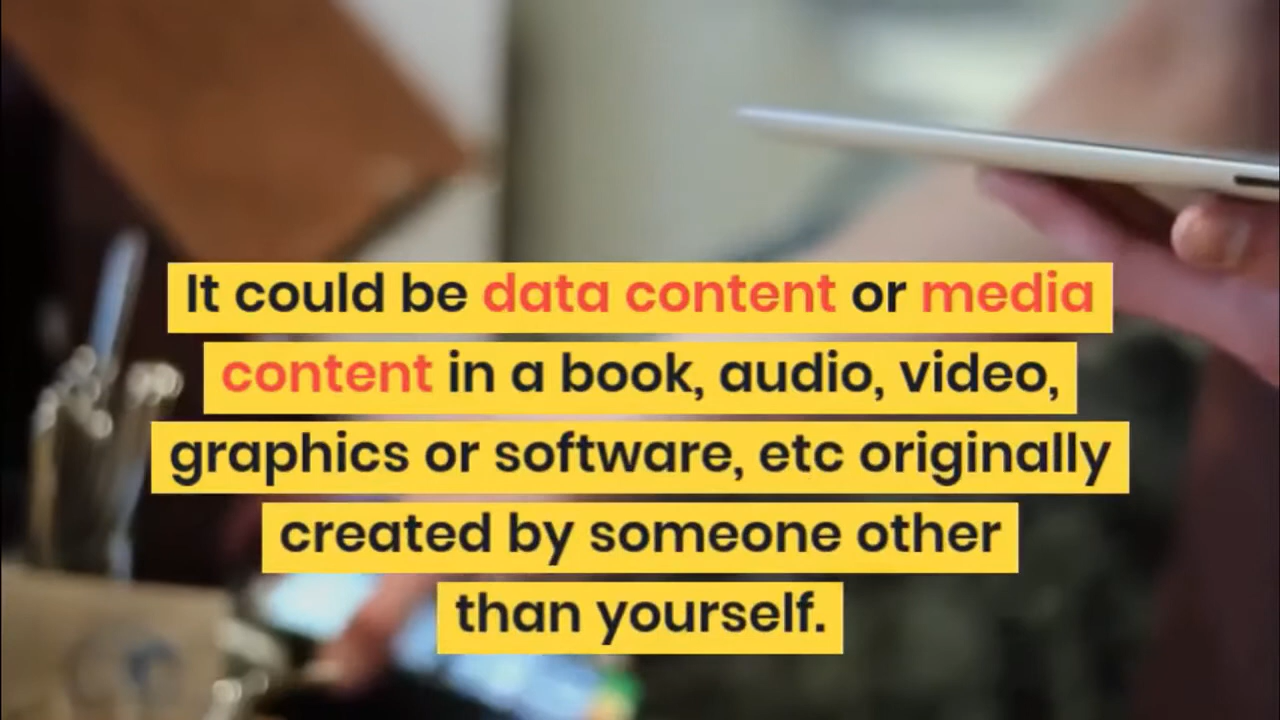 It could be data content or media
content in a book, audio, video,
graphics or software, etc originally
created by someone other
than yourself.